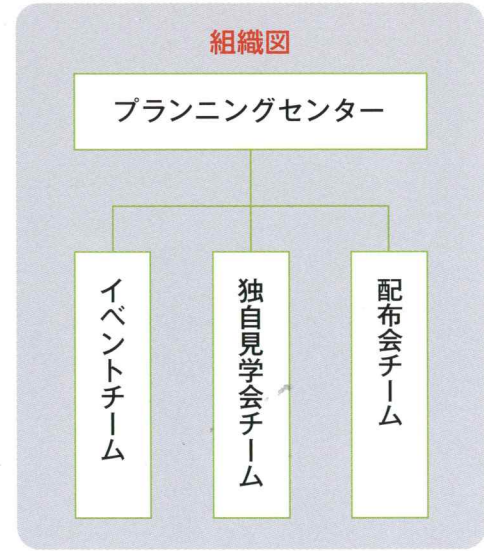 組織図
プランニングセンター
イベントチーム
独自見学会チーム
配布会チーム